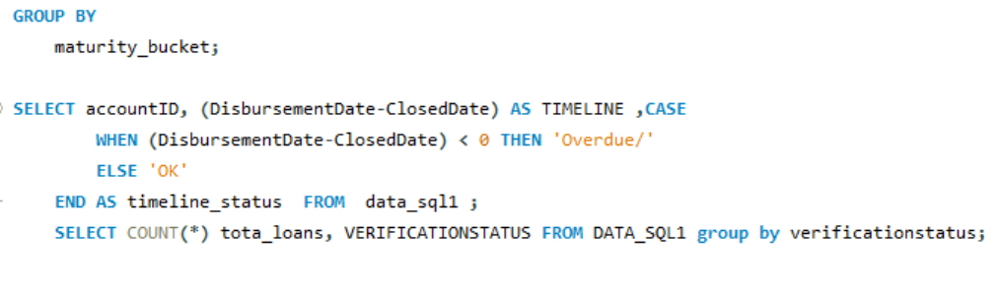 GROUP BY
maturity_bucket;
SELECT accountID, (DisbursementDate-ClosedDate) AS TIMELINE ,CASE
WHEN (DisbursementDate-ClosedDate) < 0 THEN 'Overdue/'
ELSE 'OK'
END AS timeline_status  FROM  data_sql1 ;
SELECT COUNT(*) tota_loans, VERIFICATIONSTATUS FROM DATA_SQL1 group by verificationstatus;